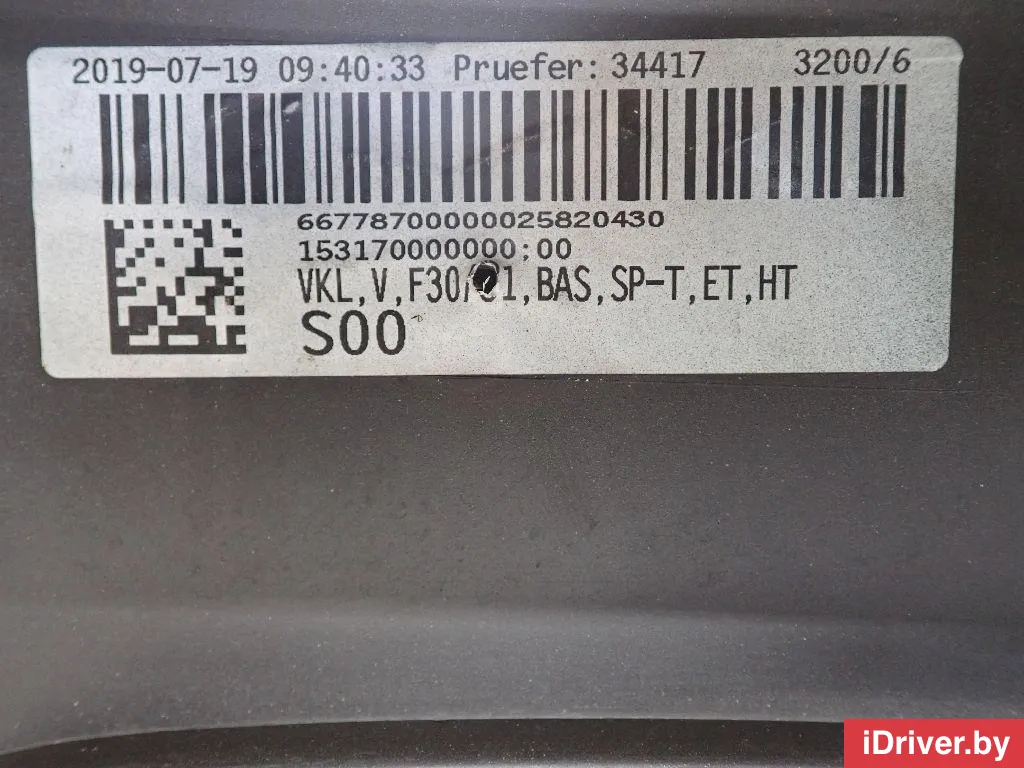 2019-07-19 09:40:33 Pruefer: 34417 3200/6
66778700000025820430
153170000000;00
VKL,V,F30/31,BAS,SP-T,ET,HT
S00
iDriver.by